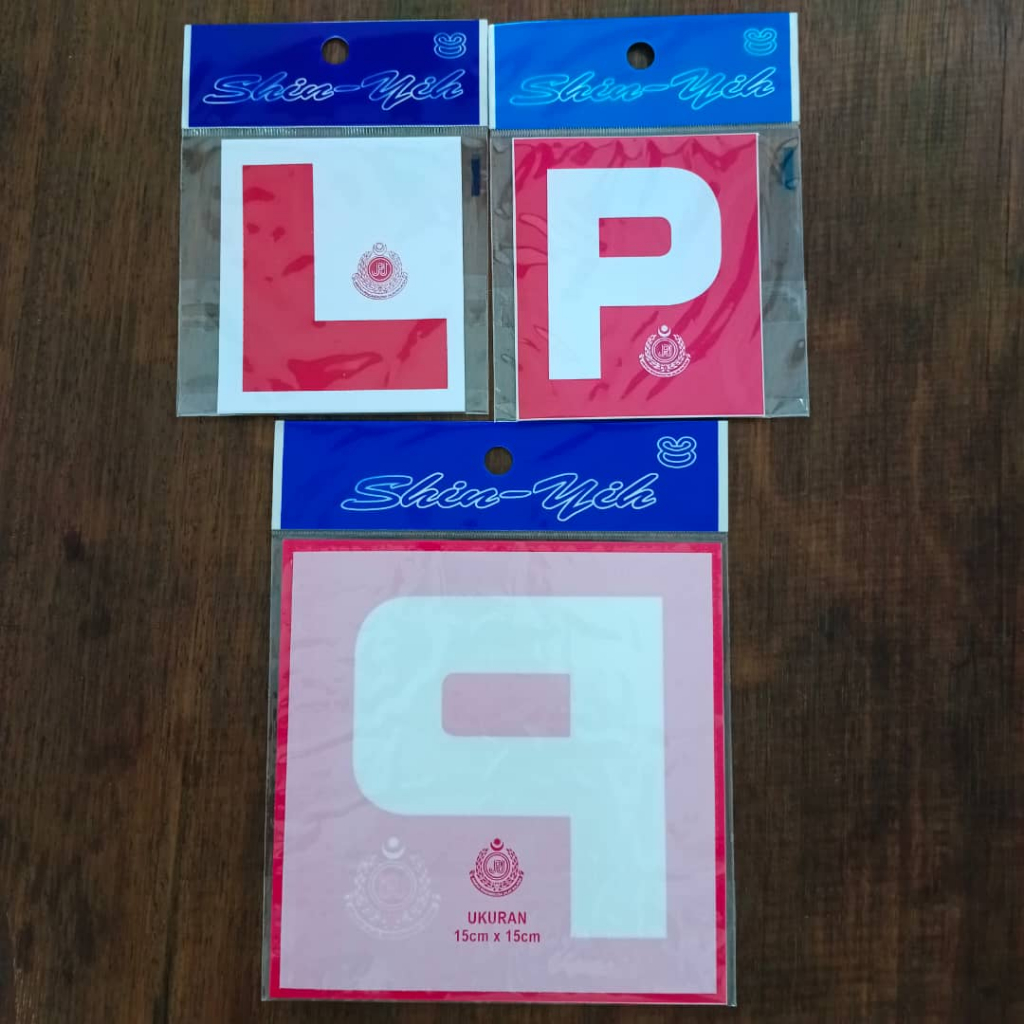 Shin-Yih
Shin-Yih
L
P
Shin-Yih
P
UKURAN
15cm x 15cm